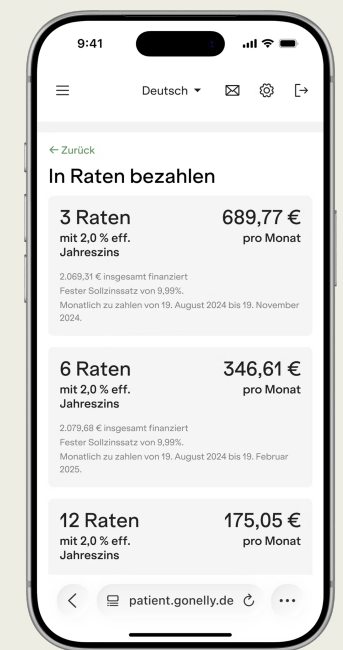 9:41
Deutsch
← Zurück
In Raten bezahlen
3 Raten 689,77 €
mit 2,0 % eff. pro Monat
Jahreszins
2.069,31 € insgesamt finanziert
Fester Sollzinssatz von 9,99%.
Monatlich zu zahlen von 19. August 2024 bis 19. November
2024.
6 Raten 346,61 €
mit 2,0 % eff. pro Monat
Jahreszins
2.079,68 € insgesamt finanziert
Fester Sollzinssatz von 9,99%.
Monatlich zu zahlen von 19. August 2024 bis 19. Februar
2025.
12 Raten 175,05 €
mit 2,0 % eff. pro Monat
Jahreszins
patient.gonelly.de